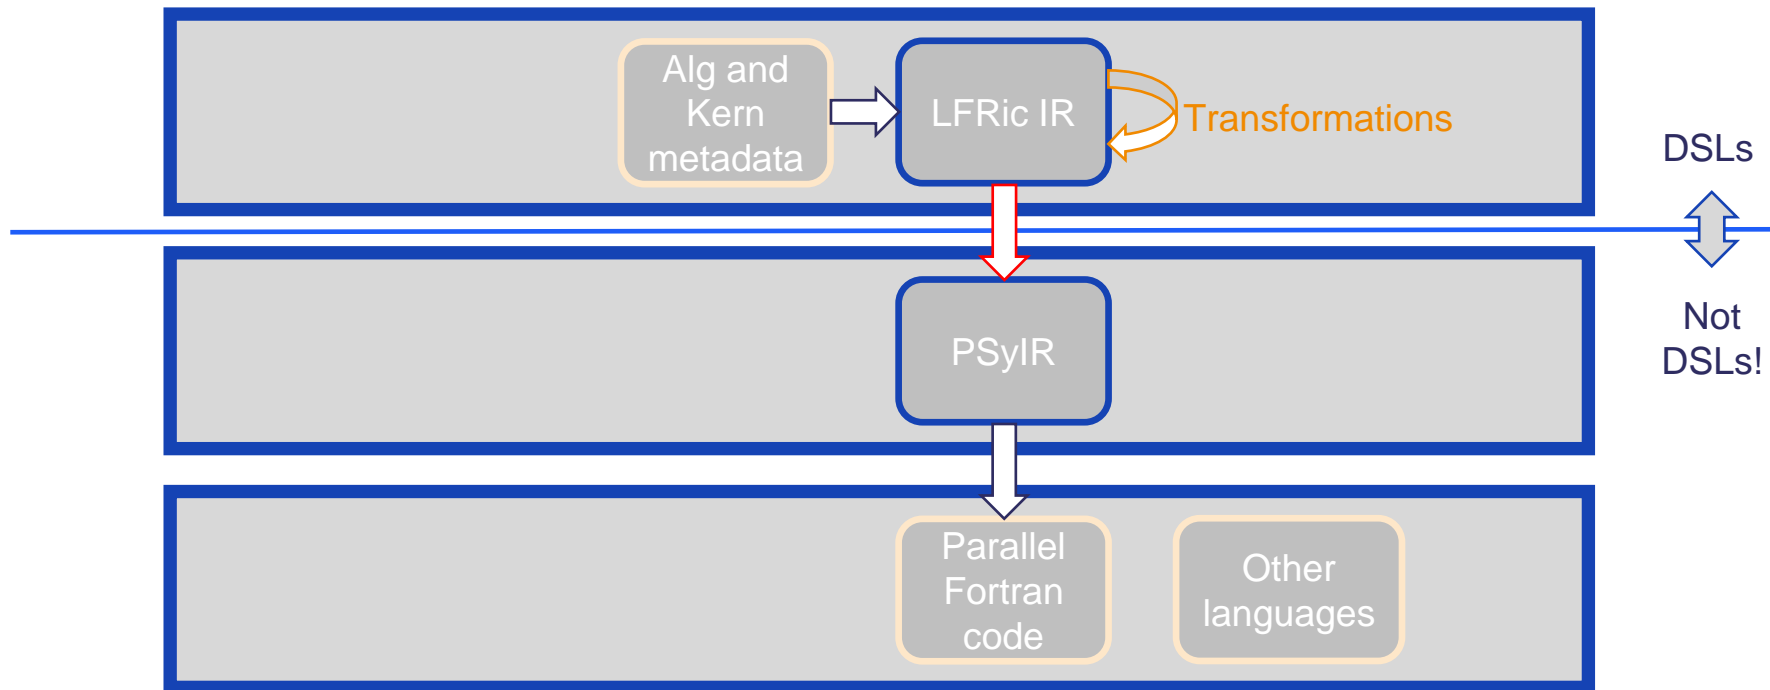 Alg and
Kern
metadata
LFRic IR
Transformations
DSLs
Not
DSLs!
PSyIR
Parallel
Fortran
code
Other
languages